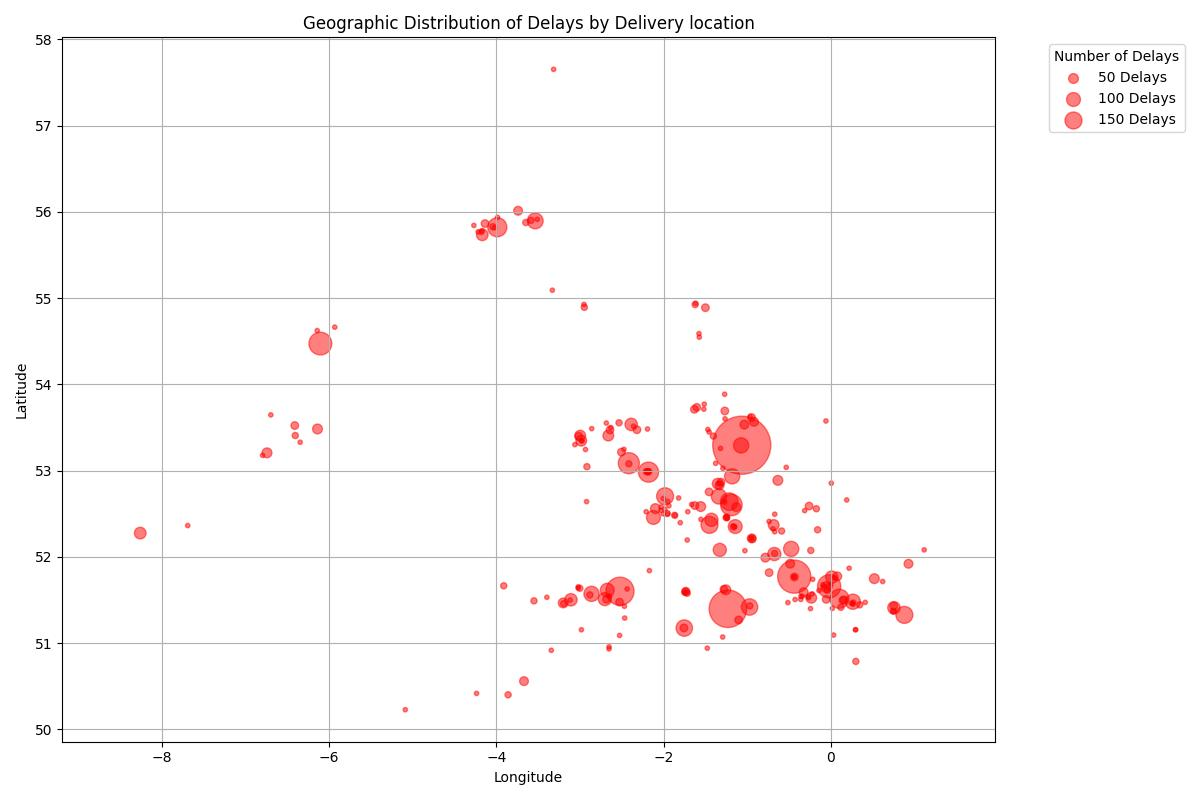 Geographic Distribution of Delays by Delivery location
Number of Delays
50 Delays
100 Delays
150 Delays
58
57
56
55
54
53
52
51
50
Latitude
−8
−6
−4
−2
0
Longitude